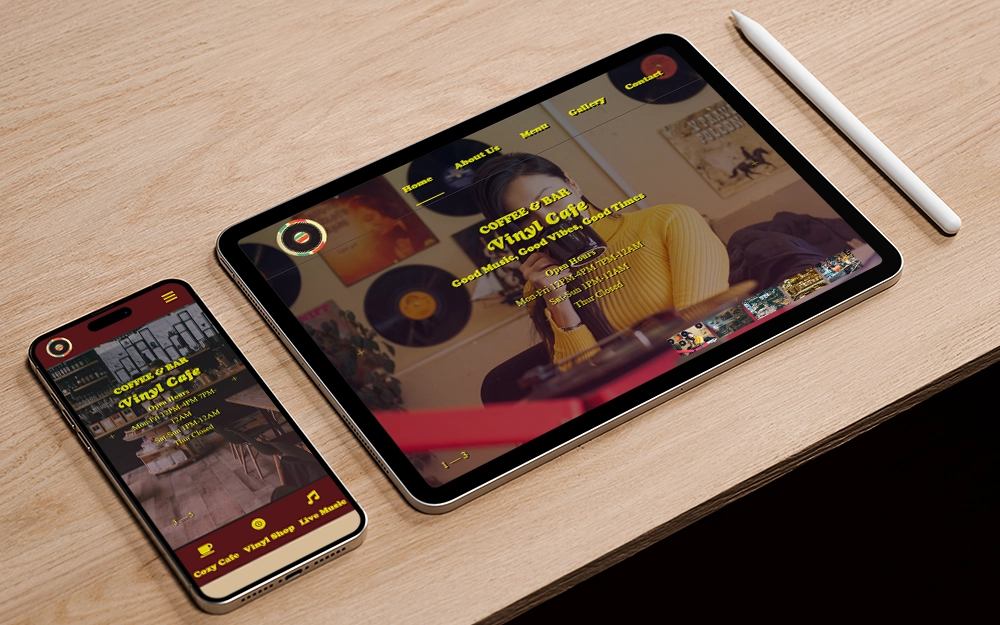 Home
About Us
Menu
Gallery
Contact
COFFEE & BAR
Vinyl Cafe
Good Music, Good Vibes, Good Times
Open Hours
Mon-Fri 12PM-4PM 7PM-12AM
Sat-Sun 1PM-12AM
Thur Closed
1—3
COFFEE & BAR
Vinyl Cafe
Open Hours
Mon-Fri 12PM-4PM 7PM-
12AM
Sat-Sun 1PM-12AM
Thur Closed
Cozy Cafe
Vinyl Shop
Live Music